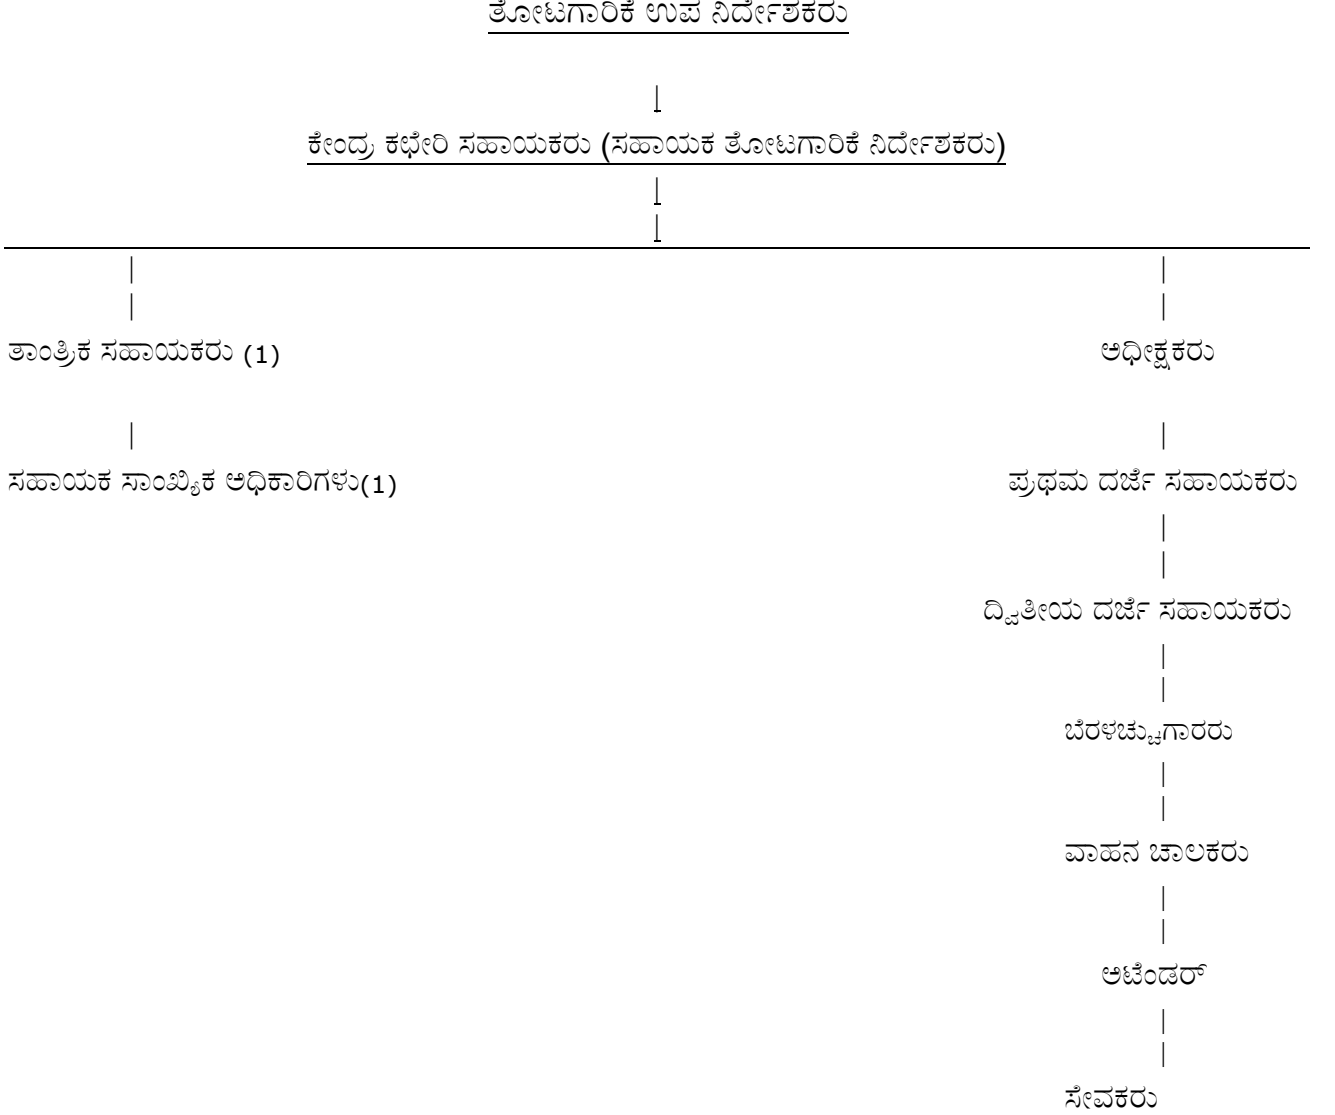 ತೋಟಗಾರಿಕೆ ಉಪ ನಿರ್ದೇಶಕರು
ಕೇಂದ್ರ ಕಛೇರಿ ಸಹಾಯಕರು (ಸಹಾಯಕ ತೋಟಗಾರಿಕೆ ನಿರ್ದೇಶಕರು)
ತಾಂತ್ರಿಕ ಸಹಾಯಕರು (1) ಅಧೀಕ್ಷಕರು
ಸಹಾಯಕ ಸಾಂಖ್ಯಿಕ ಅಧಿಕಾರಿಗಳು(1) ಪ್ರಥಮ ದರ್ಜೆ ಸಹಾಯಕರು
ದ್ವಿತೀಯ ದರ್ಜೆ ಸಹಾಯಕರು
ಬೆರಳಚ್ಚುಗಾರರು
ವಾಹನ ಚಾಲಕರು
ಅಟೆಂಡರ್
ಸೇವಕರು